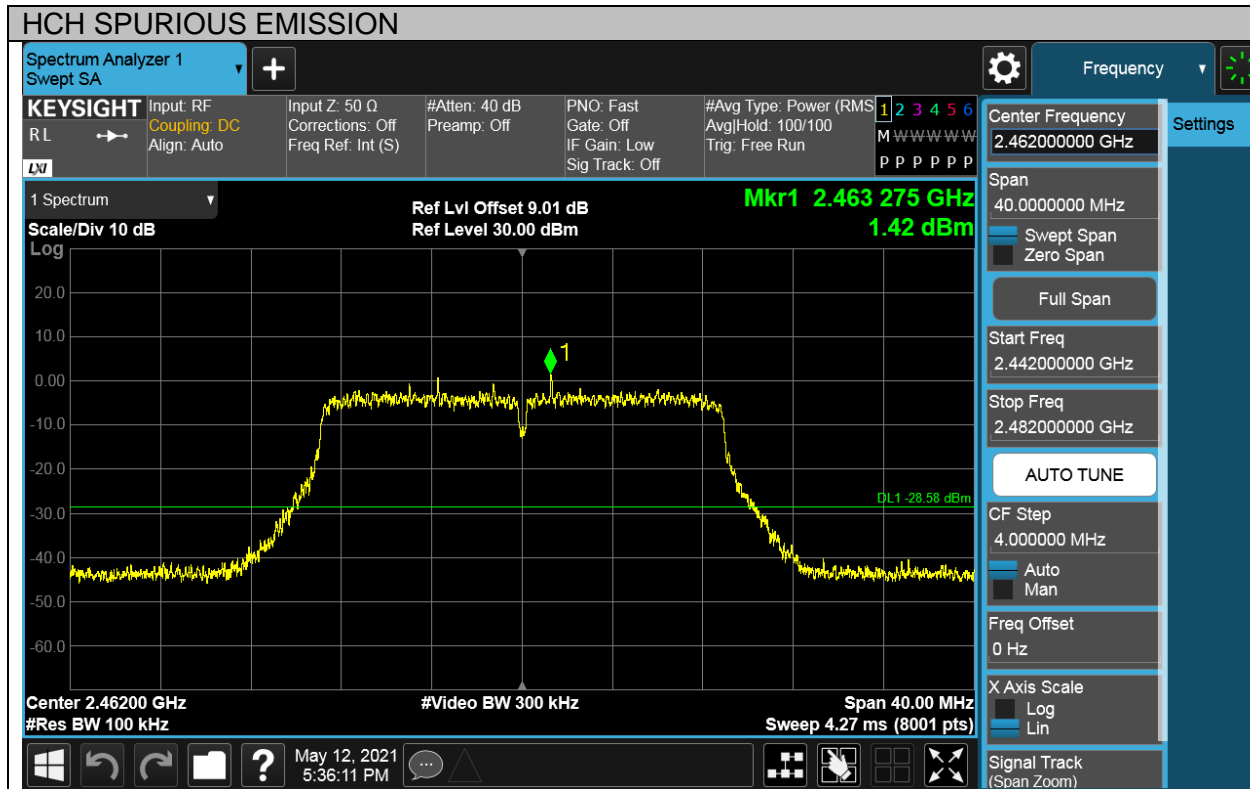 HCH SPURIOUS EMISSION
Spectrum Analyzer 1
Swept SA
+
Frequency
KEYSIGHT
R L
LXI
Input: RF
Coupling: DC
Align: Auto
Input Z: 50 Ω
Corrections: Off
Freq Ref: Int (S)
#Atten: 40 dB
Preamp: Off
PNO: Fast
Gate: Off
IF Gain: Low
Sig Track: Off
#Avg Type: Power (RMS
Avg|Hold: 100/100
Trig: Free Run
1 2 3 4 5 6
M W W W W W
P P P P P P
1 Spectrum
Scale/Div 10 dB
Ref Lvl Offset 9.01 dB
Ref Level 30.00 dBm
Mkr1 2.463 275 GHz
1.42 dBm
Log
20.0
10.0
0.00
-10.0
-20.0
-30.0
-40.0
-50.0
-60.0
1
DL1 -28.58 dBm
Center 2.46200 GHz
#Res BW 100 kHz
#Video BW 300 kHz
Span 40.00 MHz
Sweep 4.27 ms (8001 pts)
Center Frequency
2.462000000 GHz
Settings
Span
40.0000000 MHz
Swept Span
Zero Span
Full Span
Start Freq
2.442000000 GHz
Stop Freq
2.482000000 GHz
AUTO TUNE
CF Step
4.000000 MHz
Auto
Man
Freq Offset
0 Hz
X Axis Scale
Log
Lin
Signal Track
(Span Zoom)
?
May 12, 2021
5:36:11 PM